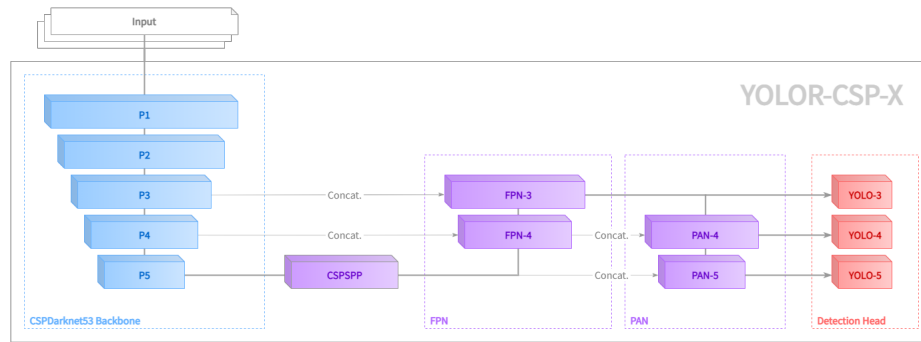 Input
YOLOR-CSP-X
P1
P2
P3
Concat.
FPN-3
YOLO-3
P4
Concat.
FPN-4
Concat.
PAN-4
YOLO-4
P5
CSPSPP
Concat.
PAN-5
YOLO-5
CSPDarknet53 Backbone
FPN
PAN
Detection Head